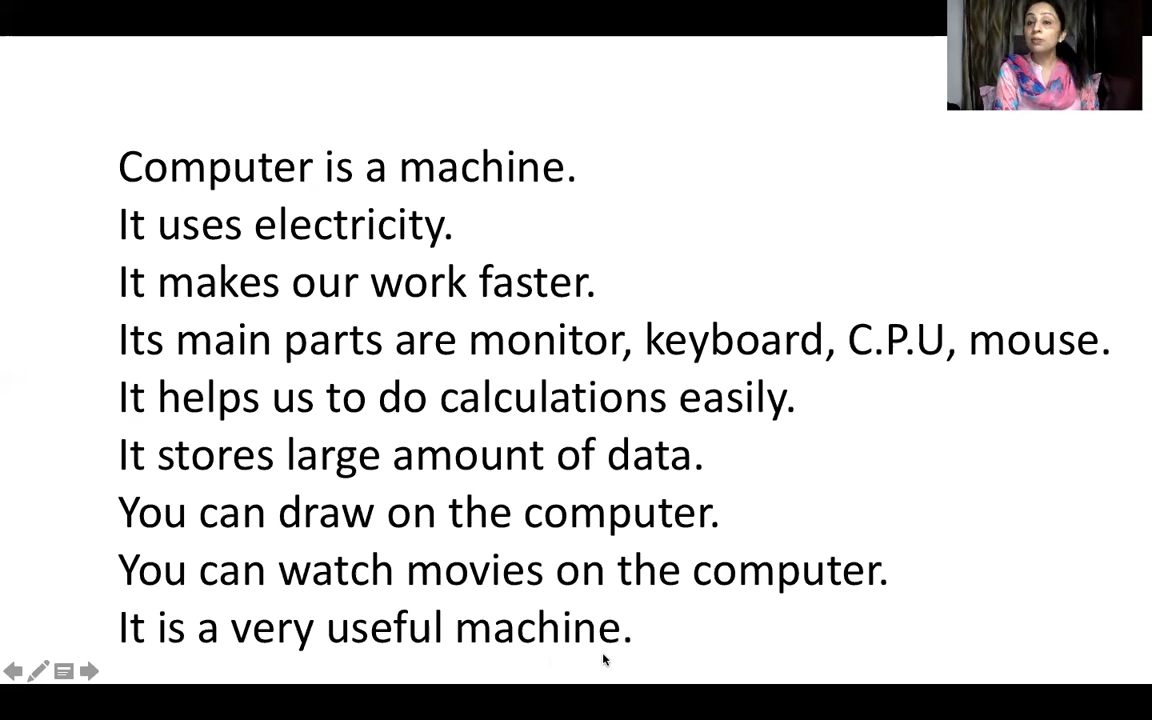 Computer is a machine.
It uses electricity.
It makes our work faster.
Its main parts are monitor, keyboard, C.P.U, mouse.
It helps us to do calculations easily.
It stores large amount of data.
You can draw on the computer.
You can watch movies on the computer.
It is a very useful machine.